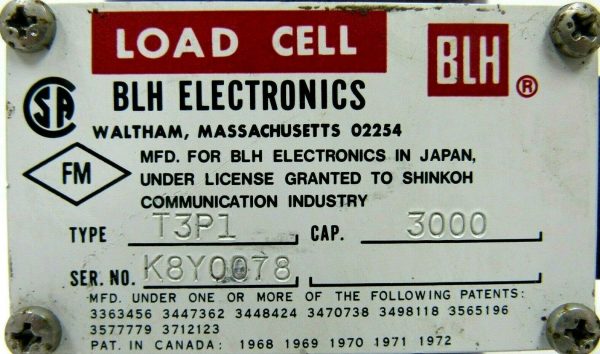 LOAD CELL
BLH ®
CSA
BLH ELECTRONICS
WALTHAM, MASSACHUSETTS 02254
FM
MFD. FOR BLH ELECTRONICS IN JAPAN,
UNDER LICENSE GRANTED TO SHINKOH
COMMUNICATION INDUSTRY
TYPE T3P1 CAP. 3000
SER. NO. K8Y0078
MFD. UNDER ONE OR MORE OF THE FOLLOWING PATENTS:
3363456 3447362 3448424 3470738 3498118 3565196
3577779 3712123
PAT. IN CANADA: 1968 1969 1970 1971 1972